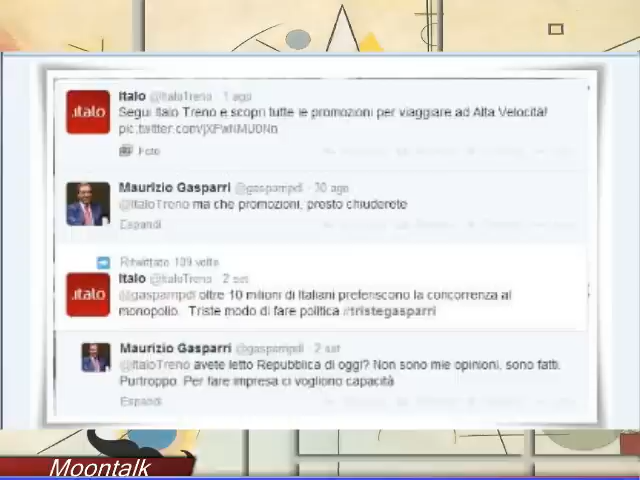 Italo @ItaloTreno · 1 ago
.italo
Segui Italo Treno e scopri tutte le promozioni per viaggiare ad Alta Velocità!
Foto
Maurizio Gasparri @gasparripdl · 30 ago
@ItaloTreno ma che promozioni, presto chiuderete
Espandi
Ritwittato 109 volte
Italo @ItaloTreno · 2 set
.italo
@gasparripdl oltre 10 milioni di Italiani preferiscono la concorrenza al
monopolio. Triste modo di fare politica #tristegasparri
Maurizio Gasparri @gasparripdl · 2 set
@ItaloTreno avete letto Repubblica di oggi? Non sono mie opinioni, sono fatti.
Purtroppo. Per fare impresa ci vogliono capacità
Espandi
Moontalk